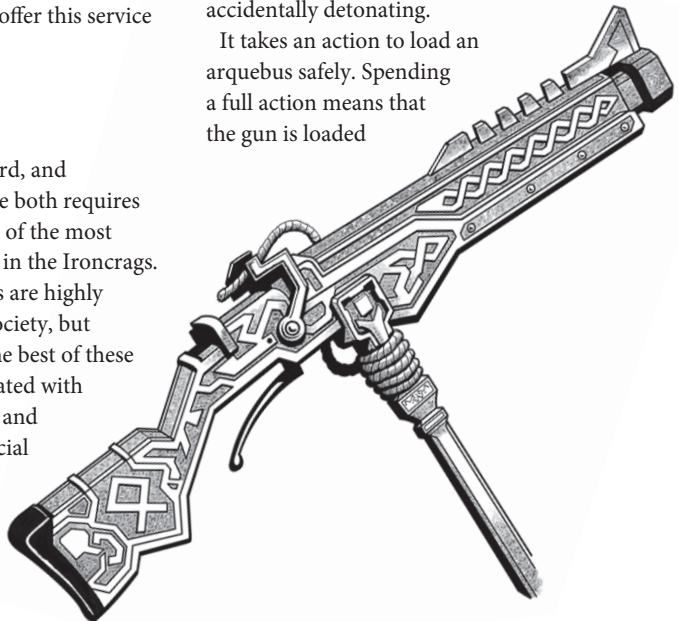 offer this service
rd, and
e both requires
of the most
in the Ironcrags.
s are highly
ociety, but
ne best of these
ated with
and
cial
accidentally detonating.
It takes an action to load an
arquebus safely. Spending
a full action means that
the gun is loaded